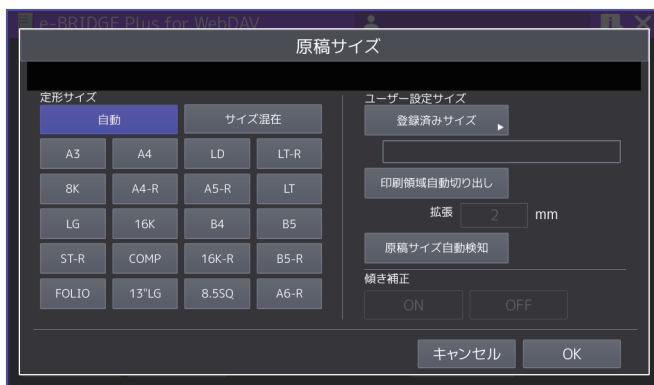 e-BRIDGE Plus for WebDAV
原稿サイズ
定形サイズ
自動 サイズ混在
A3 A4 LD LT-R
8K A4-R A5-R LT
LG 16K B4 B5
ST-R COMP 16K-R B5-R
FOLIO 13"LG 8.5SQ A6-R
ユーザー設定サイズ
登録済みサイズ
印刷領域自動切り出し
拡張 2 mm
原稿サイズ自動検知
傾き補正
ON OFF
キャンセル OK